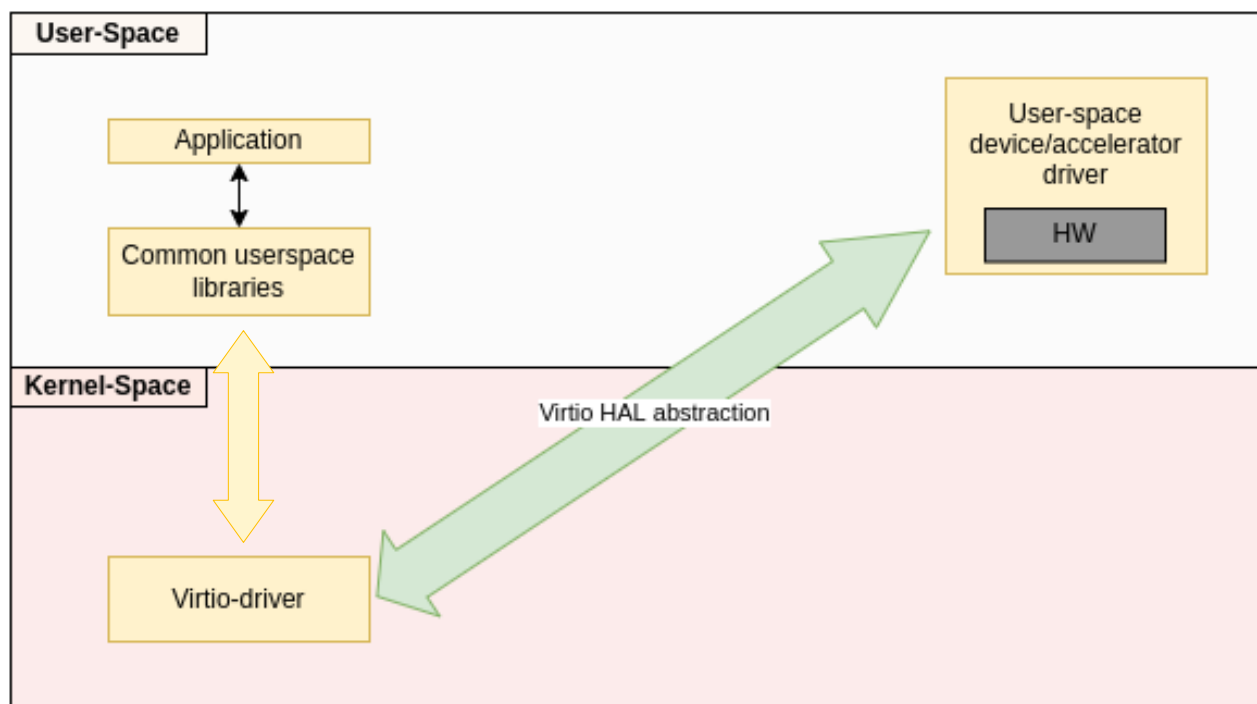 User-Space
Application
Common userspace
libraries
User-space
device/accelerator
driver
HW
Kernel-Space
Virtio HAL abstraction
Virtio-driver